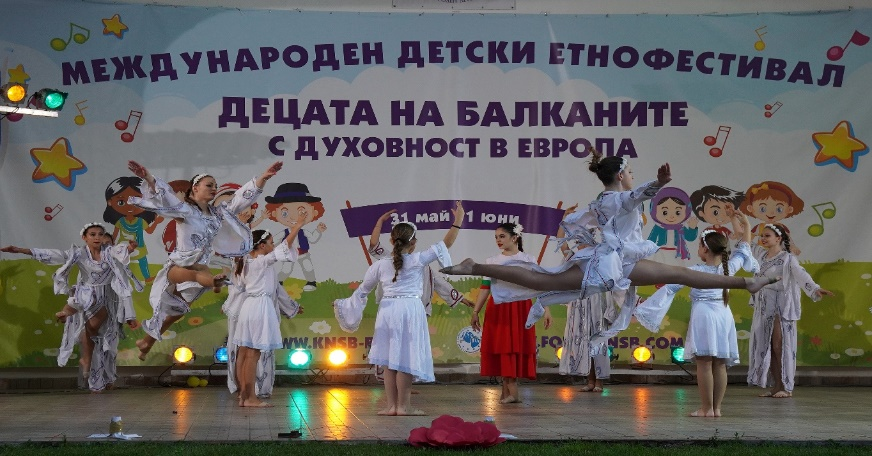 МЕЖДУНАРОДЕН ДЕТСКИ ЕТНОФЕСТИВАЛ
ДЕЦАТА НА БАЛКАНИТЕ
С ДУХОВНОСТ В ЕВРОПА
31 май 1 юни